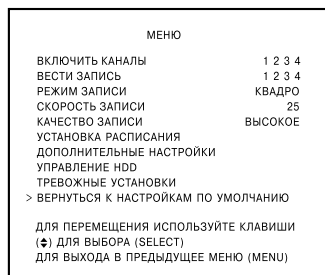 МЕНЮ
ВКЛЮЧИТЬ КАНАЛЫ 1 2 3 4
ВЕСТИ ЗАПИСЬ 1 2 3 4
РЕЖИМ ЗАПИСИ КВАДРО
СКОРОСТЬ ЗАПИСИ 25
КАЧЕСТВО ЗАПИСИ ВЫСОКОЕ
УСТАНОВКА РАСПИСАНИЯ
ДОПОЛНИТЕЛЬНЫЕ НАСТРОЙКИ
УПРАВЛЕНИЕ HDD
ТРЕВОЖНЫЕ УСТАНОВКИ
> ВЕРНУТЬСЯ К НАСТРОЙКАМ ПО УМОЛЧАНИЮ
ДЛЯ ПЕРЕМЕЩЕНИЯ ИСПОЛЬЗУЙТЕ КЛАВИШИ
(♦) ДЛЯ ВЫБОРА (SELECT)
ДЛЯ ВЫХОДА В ПРЕДЫДУЩЕЕ МЕНЮ (MENU)